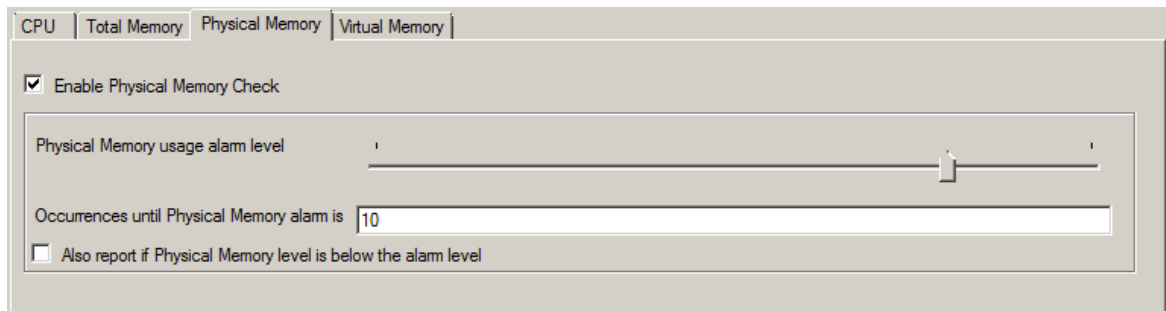 CPU Total Memory Physical Memory Virtual Memory
Enable Physical Memory Check
Physical Memory usage alarm level
Occurrences until Physical Memory alarm is 10
Also report if Physical Memory level is below the alarm level